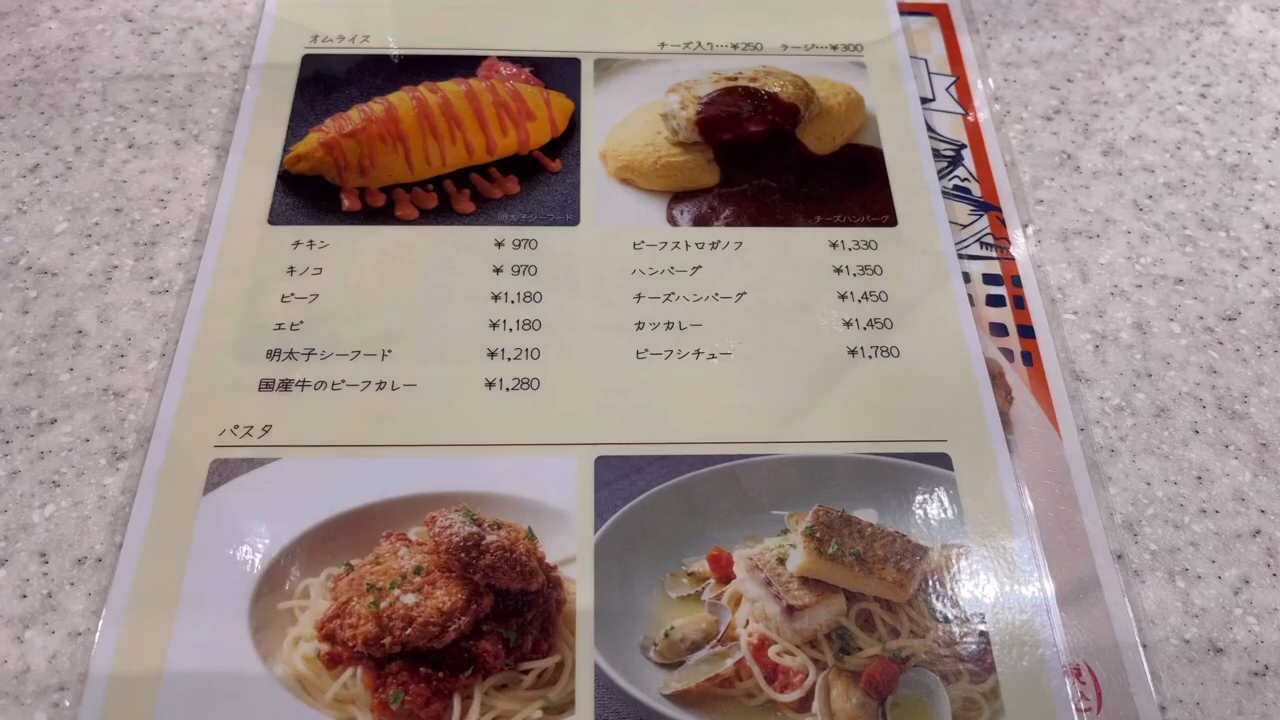 オムライス
チーズ入り…¥250 ラージ…¥300
明太子シーフード
チーズハンバーグ
チキン ¥ 970
キノコ ¥ 970
ビーフ ¥1,180
エビ ¥1,180
明太子シーフード ¥1,210
国産牛のビーフカレー ¥1,280
ビーフストロガノフ ¥1,330
ハンバーグ ¥1,350
チーズハンバーグ ¥1,450
カツカレー ¥1,450
ビーフシチュー ¥1,780
パスタ